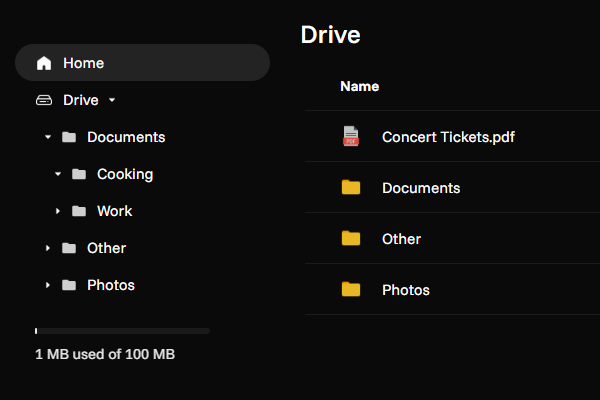 Home
Drive
Documents
Cooking
Work
Other
Photos
1 MB used of 100 MB
Drive
Name
PDF
Concert Tickets.pdf
Documents
Other
Photos